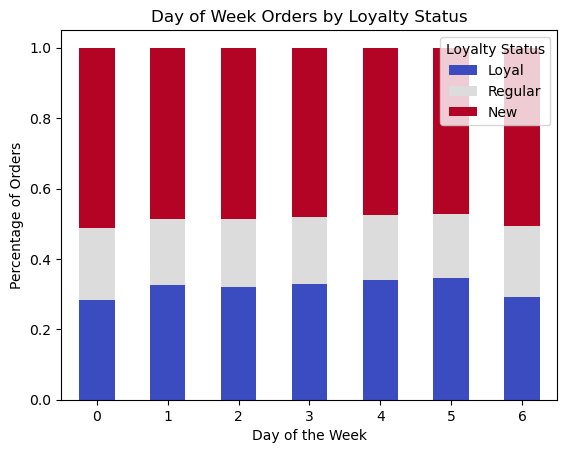 Day of Week Orders by Loyalty Status
Loyalty Status
Loyal
Regular
New
Percentage of Orders
1.0
0.8
0.6
0.4
0.2
0.0
0 1 2 3 4 5 6
Day of the Week